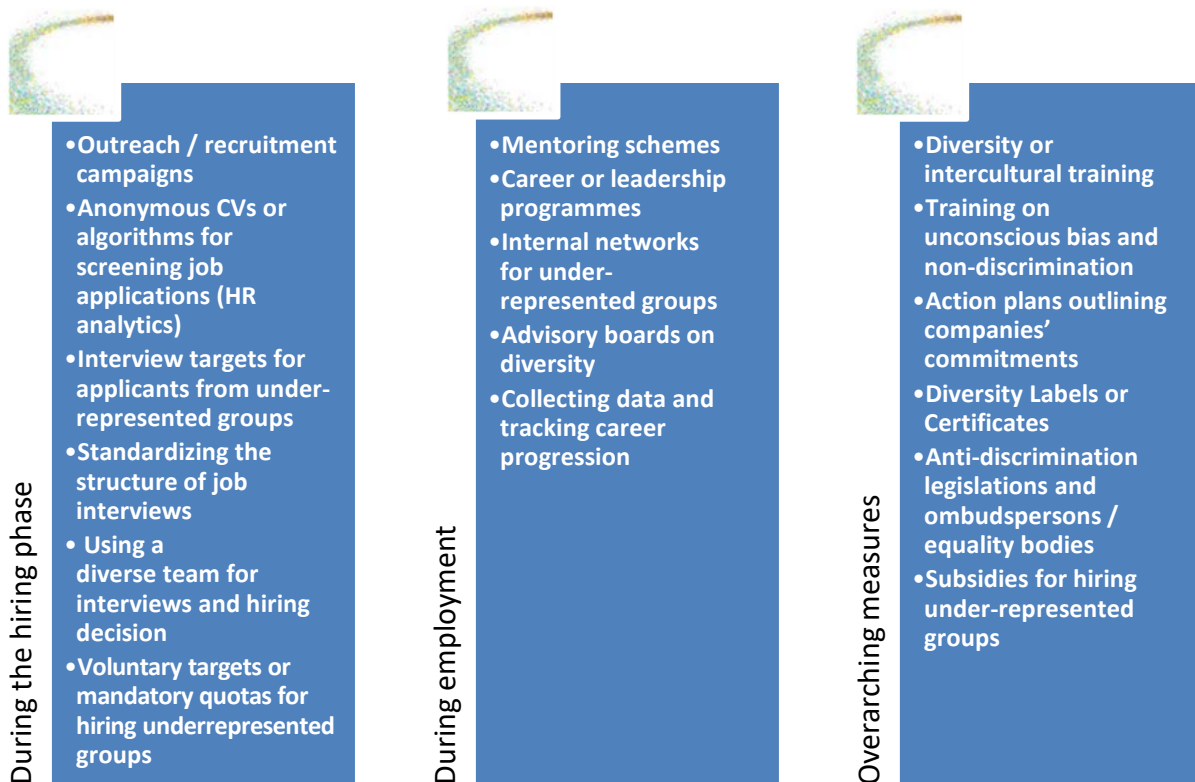 During the hiring phase
•Outreach / recruitment
campaigns
•Anonymous CVs or
algorithms for
screening job
applications (HR
analytics)
•Interview targets for
applicants from under-
represented groups
•Standardizing the
structure of job
interviews
• Using a
diverse team for
interviews and hiring
decision
•Voluntary targets or
mandatory quotas for
hiring underrepresented
groups
During employment
•Mentoring schemes
•Career or leadership
programmes
•Internal networks
for under-
represented groups
•Advisory boards on
diversity
•Collecting data and
tracking career
progression
Overarching measures
•Diversity or
intercultural training
•Training on
unconscious bias and
non-discrimination
•Action plans outlining
companies’
commitments
•Diversity Labels or
Certificates
•Anti-discrimination
legislations and
ombudspersons /
equality bodies
•Subsidies for hiring
under-represented
groups